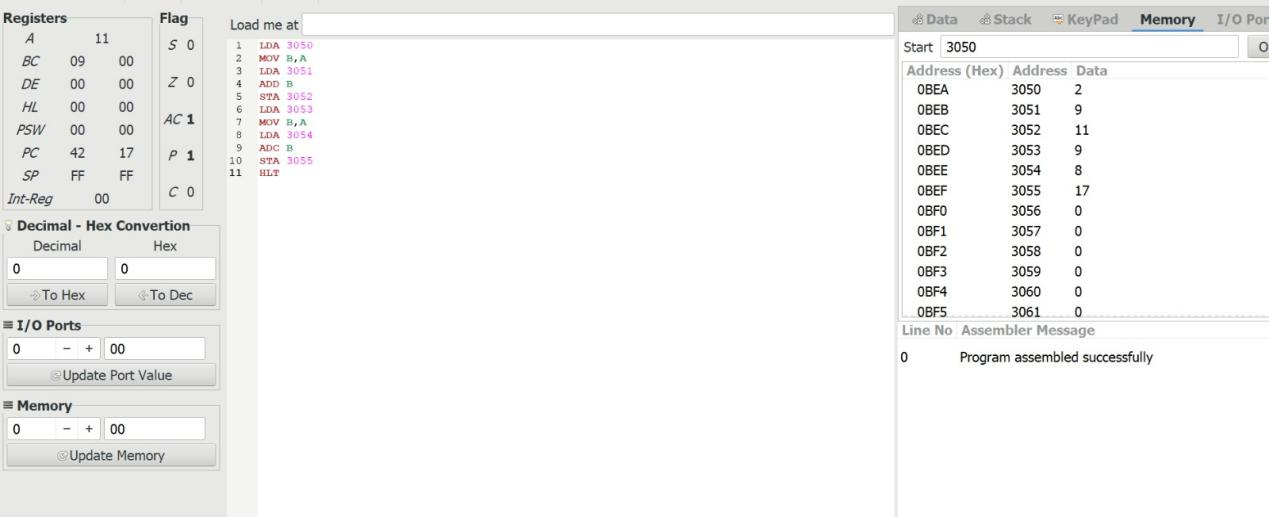 Registers
A 11
BC 09 00
DE 00 00
HL 00 00
PSW 00 00
PC 42 17
SP FF FF
Int-Reg 00
Flag
S 0
Z 0
AC 1
P 1
C 0
Decimal - Hex Convertion
Decimal Hex
0 0
To Hex To Dec
I/O Ports
0 − + 00
Update Port Value
Memory
0 − + 00
Update Memory
Load me at
1 LDA 3050
2 MOV B,A
3 LDA 3051
4 ADD B
5 STA 3052
6 LDA 3053
7 MOV B,A
8 LDA 3054
9 ADC B
10 STA 3055
11 HLT
Data Stack KeyPad Memory I/O Por
Start 3050 O
Address (Hex) Address Data
0BEA 3050 2
0BEB 3051 9
0BEC 3052 11
0BED 3053 9
0BEE 3054 8
0BEF 3055 17
0BF0 3056 0
0BF1 3057 0
0BF2 3058 0
0BF3 3059 0
0BF4 3060 0
0BF5 3061 0
Line No Assembler Message
0 Program assembled successfully